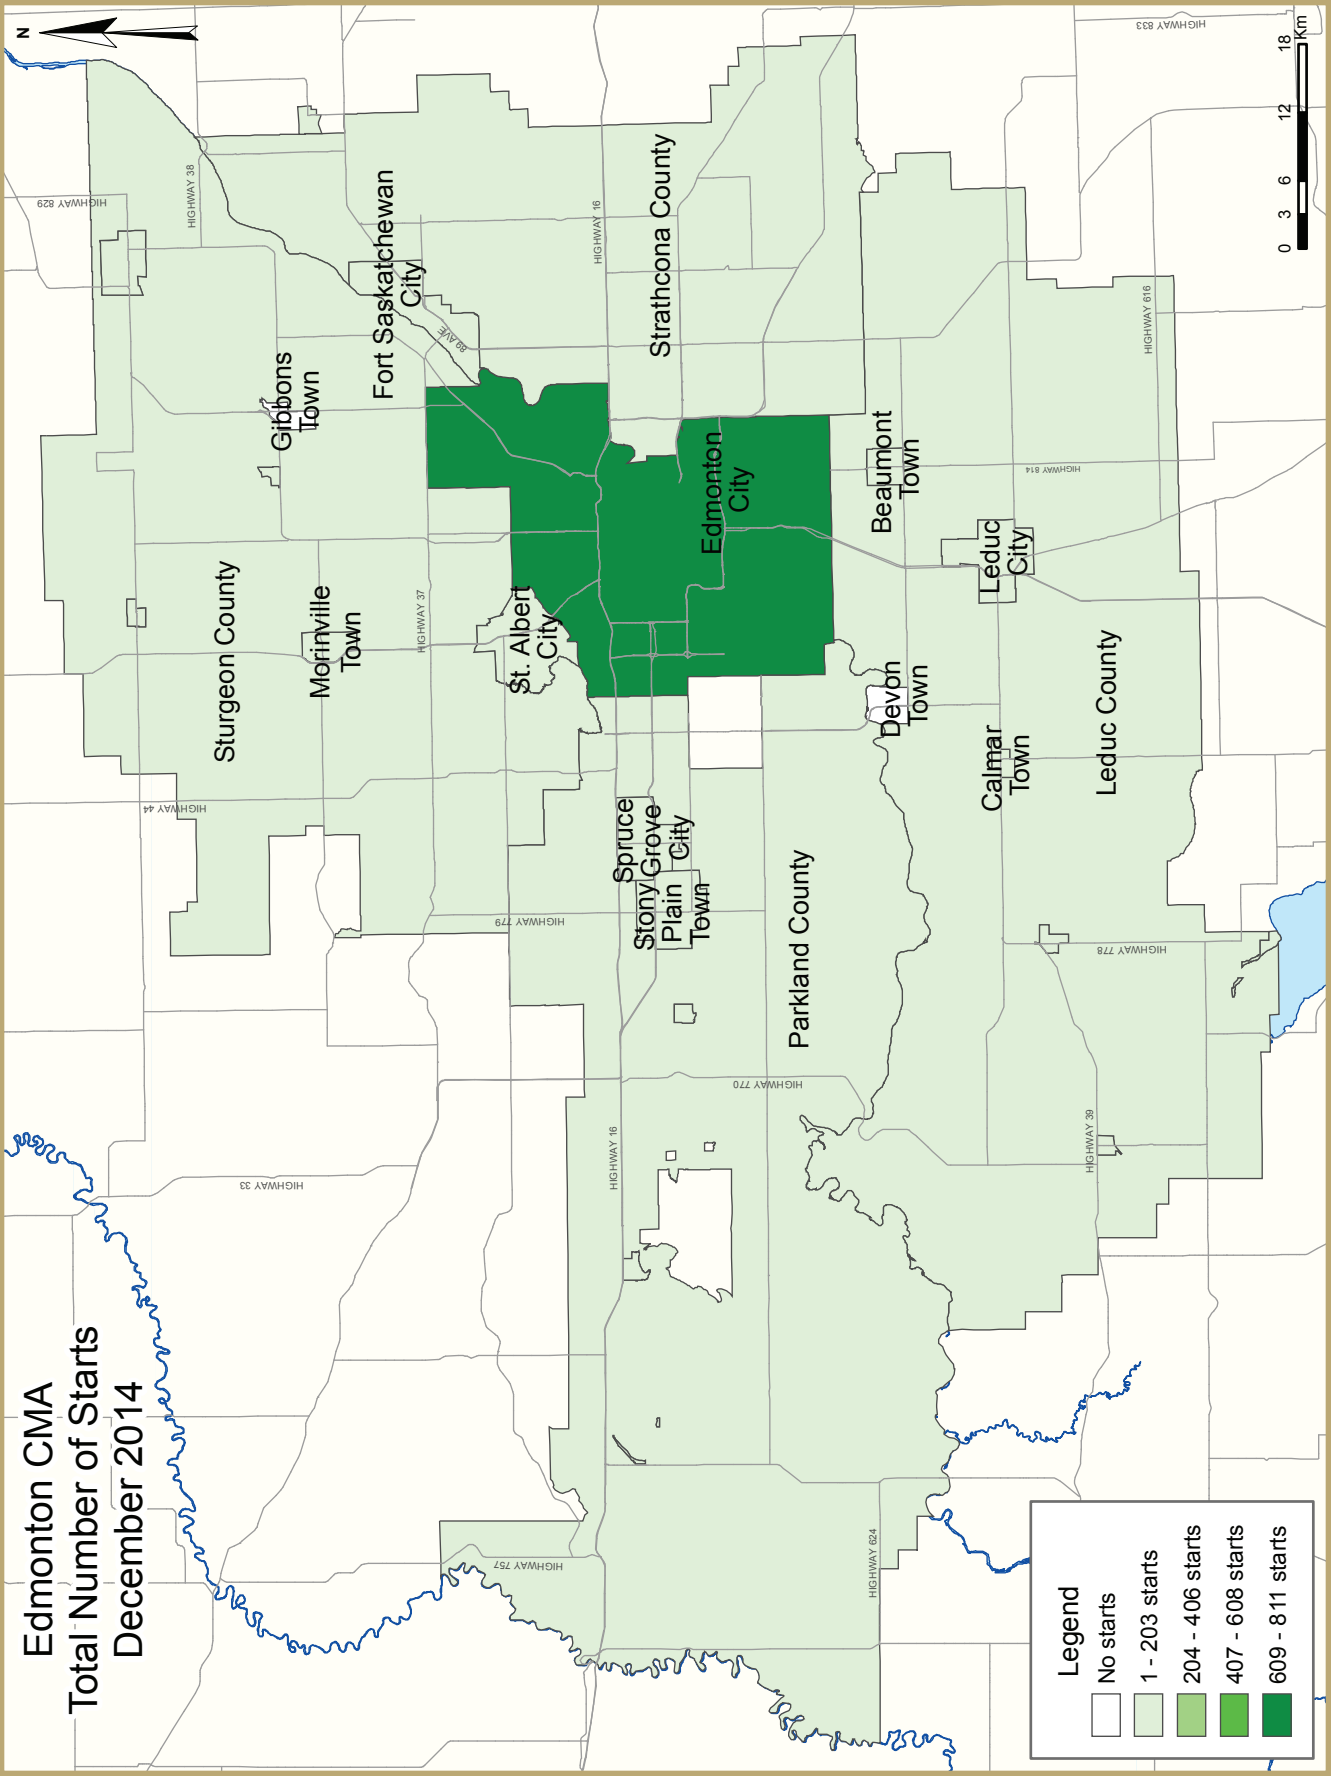 Edmonton CMA
Total Number of Starts
December 2014
N
HIGHWAY 829
HIGHWAY 38
HIGHWAY 833
HIGHWAY 44
HIGHWAY 37
HIGHWAY 779
HIGHWAY 33
HIGHWAY 757
HIGHWAY 16
HIGHWAY 16
89 AVE
HIGHWAY 770
HIGHWAY 624
HIGHWAY 39
HIGHWAY 778
HIGHWAY 814
HIGHWAY 616
Sturgeon County
Gibbons
Town
Morinville
Town
Fort Saskatchewan
City
St. Albert
City
Strathcona County
Edmonton
City
Spruce
Grove
City
Stony
Plain
Town
Parkland County
Beaumont
Town
Devon
Town
Leduc
City
Calmar
Town
Leduc County
Legend
No starts
1 - 203 starts
204 - 406 starts
407 - 608 starts
609 - 811 starts
0 3 6 12 18
Km